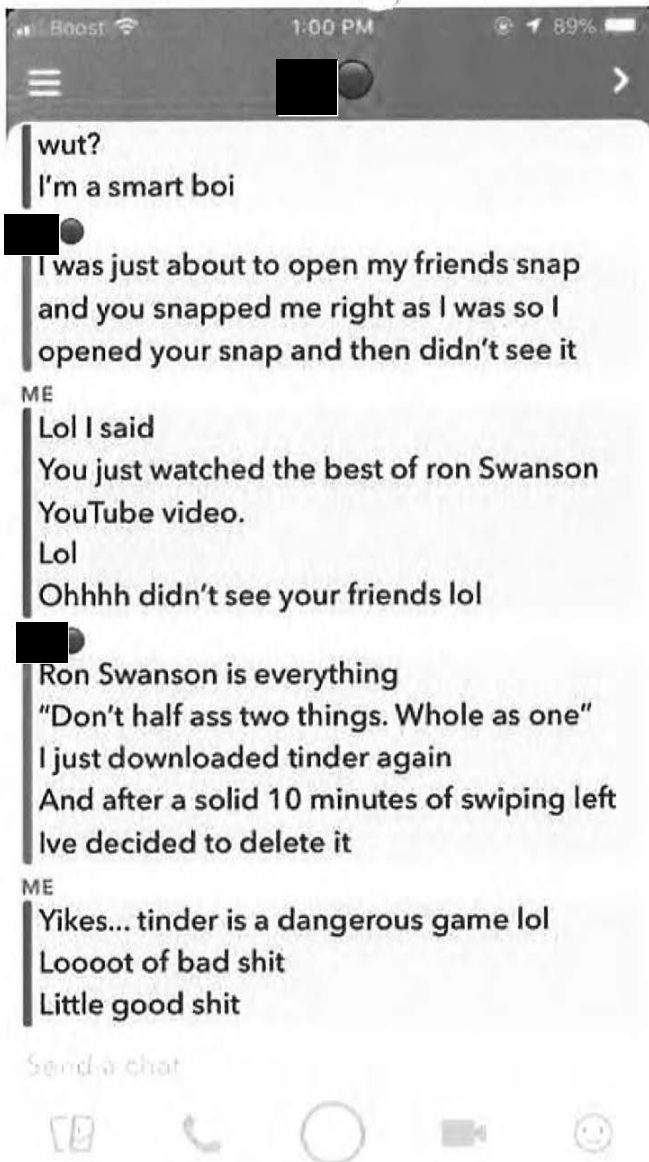 Boost 1:00 PM 89%
wut?
I'm a smart boi
I was just about to open my friends snap
and you snapped me right as I was so I
opened your snap and then didn't see it
ME
Lol I said
You just watched the best of ron Swanson
YouTube video.
Lol
Ohhhh didn't see your friends lol
Ron Swanson is everything
"Don't half ass two things. Whole as one"
I just downloaded tinder again
And after a solid 10 minutes of swiping left
Ive decided to delete it
ME
Yikes... tinder is a dangerous game lol
Loooot of bad shit
Little good shit
Send a chat